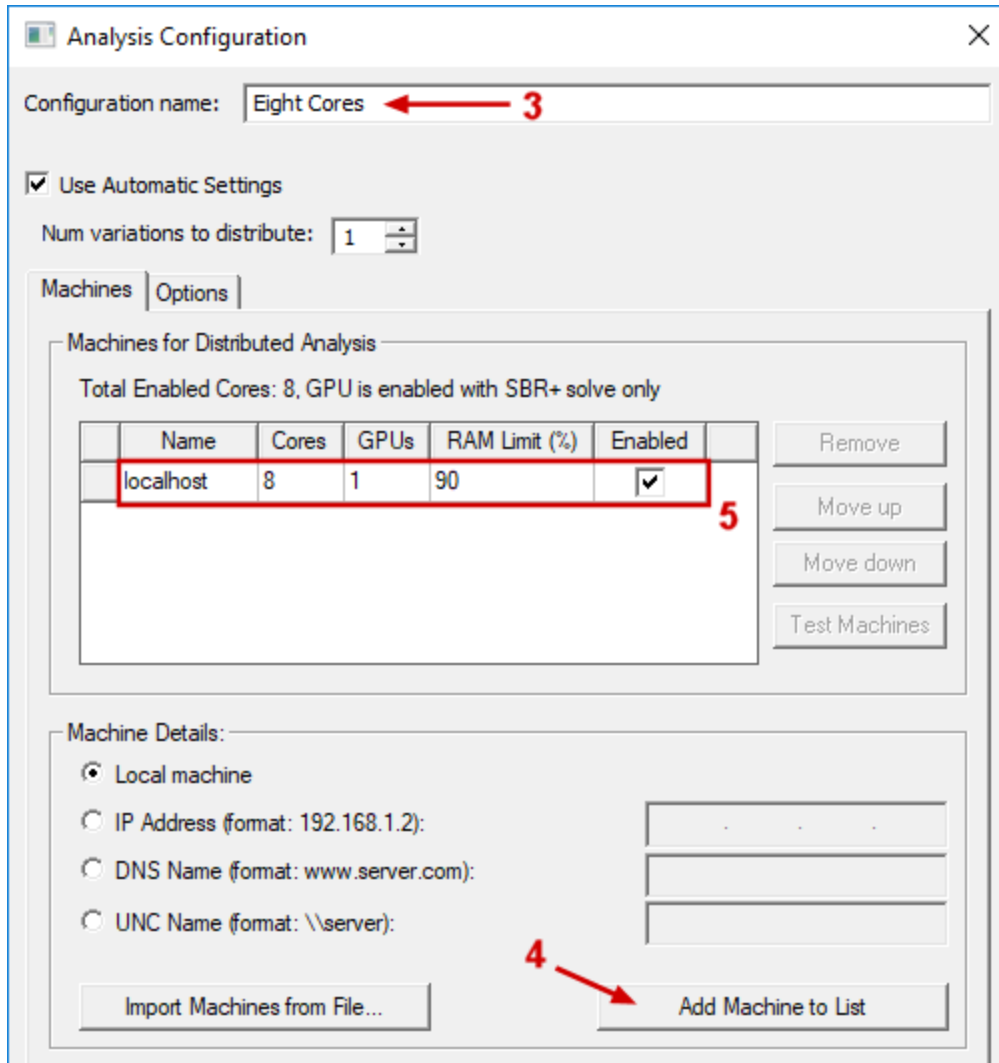 Analysis Configuration
Configuration name: Eight Cores 3
Use Automatic Settings
Num variations to distribute: 1
Machines Options
Machines for Distributed Analysis
Total Enabled Cores: 8, GPU is enabled with SBR+ solve only
Name Cores GPUs RAM Limit (%) Enabled
localhost 8 1 90
5
Remove
Move up
Move down
Test Machines
Machine Details:
Local machine
IP Address (format: 192.168.1.2): . . .
DNS Name (format: www.server.com):
UNC Name (format: \\server):
4
Import Machines from File... Add Machine to List